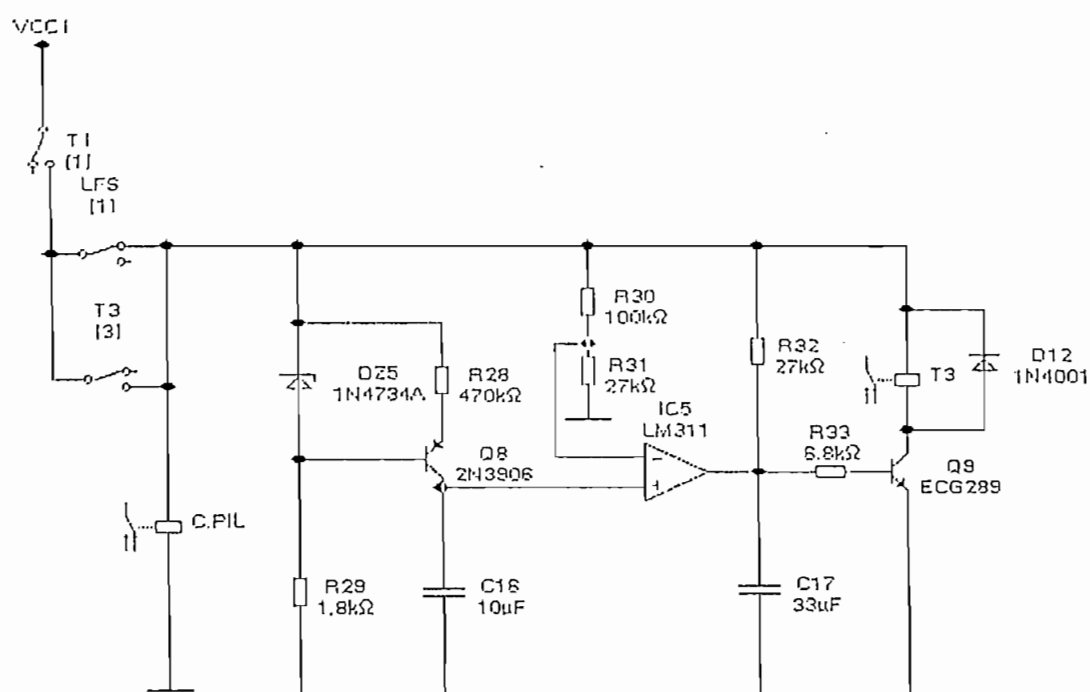 VCC1
T1
[1]
LFS
[1]
T3
[3]
R30
100kΩ
R31
27kΩ
R32
27kΩ
D12
1N4001
T3
DZ5
1N4734A
R28
470kΩ
IC5
LM311
R33
6.8kΩ
Q8
2N3906
Q9
ECG289
C.PIL
R29
1.8kΩ
C16
10uF
C17
33uF